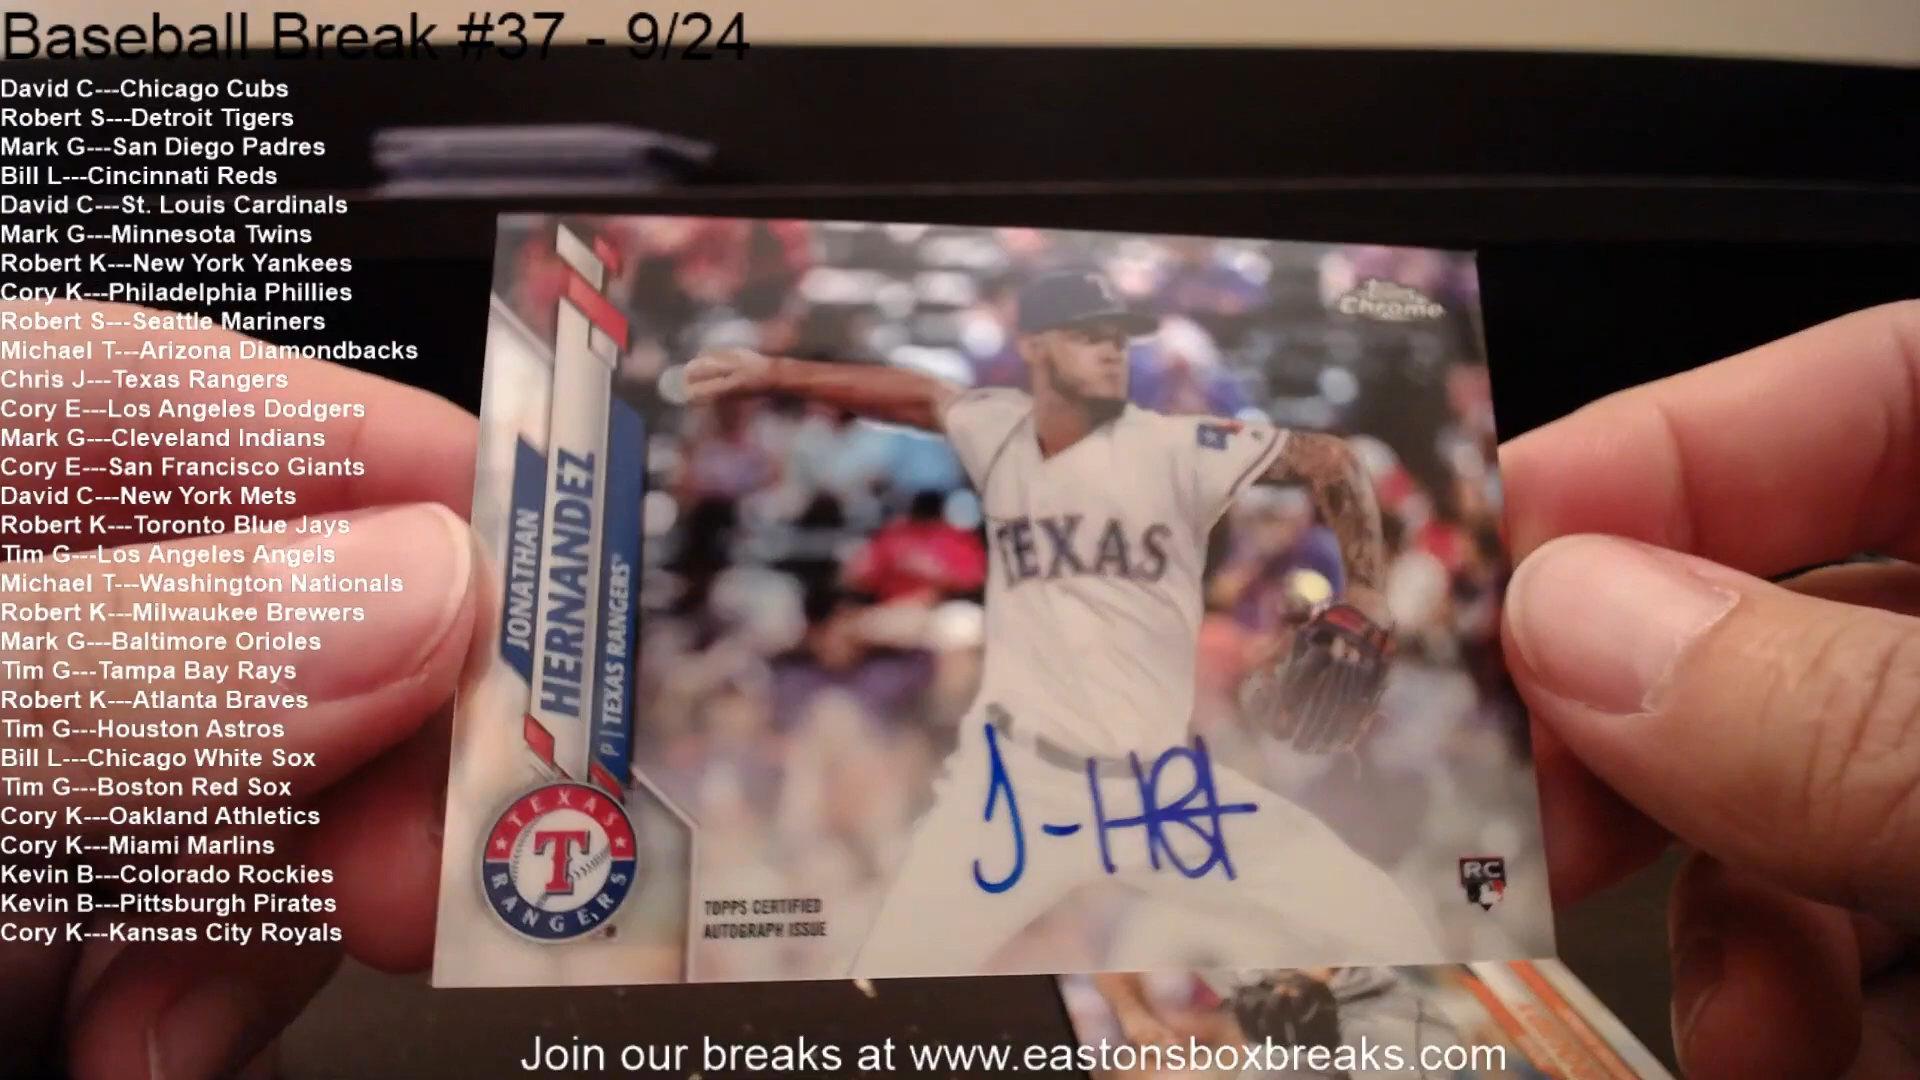 Baseball Break #37 - 9/24
David C---Chicago Cubs
Robert S---Detroit Tigers
Mark G---San Diego Padres
Bill L---Cincinnati Reds
David C---St. Louis Cardinals
Mark G---Minnesota Twins
Robert K---New York Yankees
Cory K---Philadelphia Phillies
Robert S---Seattle Mariners
Michael T---Arizona Diamondbacks
Chris J---Texas Rangers
Cory E---Los Angeles Dodgers
Mark G---Cleveland Indians
Cory E---San Francisco Giants
David C---New York Mets
Robert K---Toronto Blue Jays
Tim G---Los Angeles Angels
Michael T---Washington Nationals
Robert K---Milwaukee Brewers
Mark G---Baltimore Orioles
Tim G---Tampa Bay Rays
Robert K---Atlanta Braves
Tim G---Houston Astros
Bill L---Chicago White Sox
Tim G---Boston Red Sox
Cory K---Oakland Athletics
Cory K---Miami Marlins
Kevin B---Colorado Rockies
Kevin B---Pittsburgh Pirates
Cory K---Kansas City Royals
JONATHAN
HERNANDEZ
P | TEXAS RANGERS
TEXAS
T
RANGERS
Topps
Chrome
TEXAS
TOPPS CERTIFIED
AUTOGRAPH ISSUE
RC
Join our breaks at www.eastonsboxbreaks.com